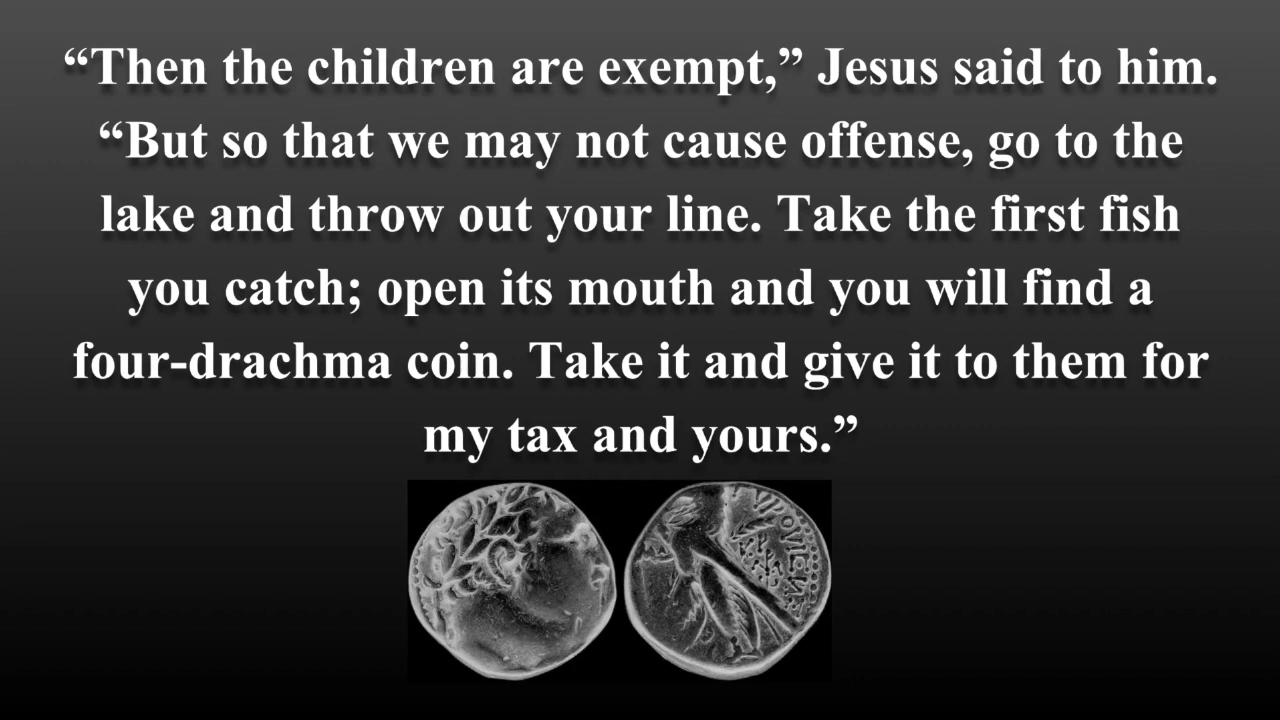 “Then the children are exempt,” Jesus said to him.
“But so that we may not cause offense, go to the
lake and throw out your line. Take the first fish
you catch; open its mouth and you will find a
four-drachma coin. Take it and give it to them for
my tax and yours.”